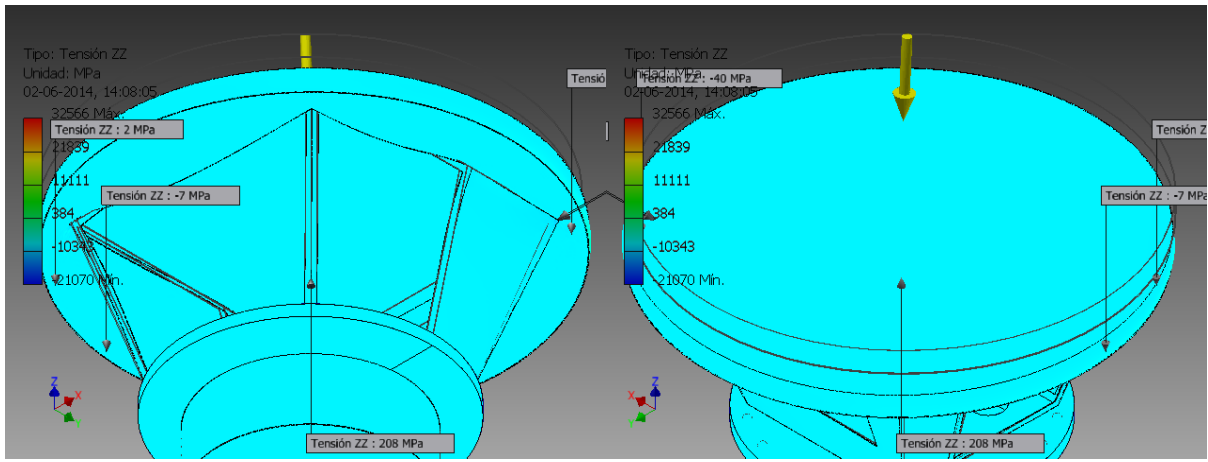 Tipo: Tensión ZZ
Unidad: MPa
02-06-2014, 14:08:05
32566 Máx.
Tensión ZZ : 2 MPa
21839
11111
Tensión ZZ : -7 MPa
384
-10343
-21070 Mín.
Z
X
Y
Tensión ZZ : 208 MPa
Tensió
Tipo: Tensión ZZ
Unidad: MPa
Tensión ZZ : -40 MPa
02-06-2014, 14:08:05
32566 Máx.
21839
Tensión Z
11111
Tensión ZZ : -7 MPa
384
-10343
-21070 Mín.
Z
X
Y
Tensión ZZ : 208 MPa